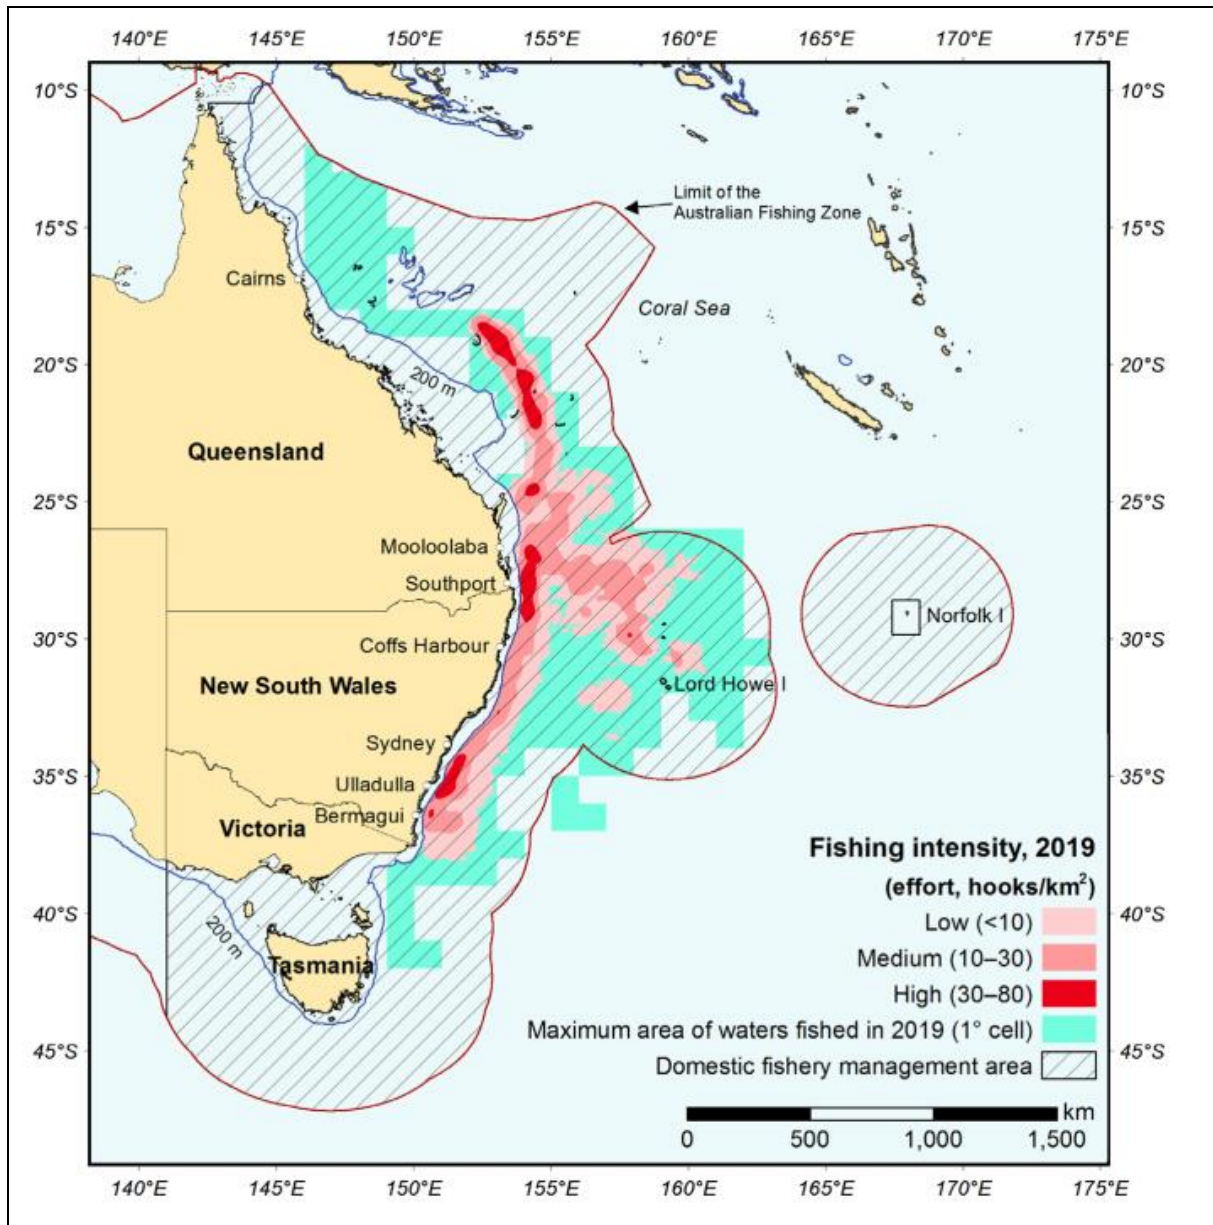 140°E 145°E 150°E 155°E 160°E 165°E 170°E 175°E
10°S 10°S
Limit of the
Australian Fishing Zone
15°S 15°S
Cairns
Coral Sea
20°S 20°S
200 m
Queensland
25°S 25°S
Mooloolaba
Southport
Norfolk I
30°S 30°S
Coffs Harbour
New South Wales
Lord Howe I
Sydney
35°S 35°S
Ulladulla
Bermagui
Victoria
Fishing intensity, 2019
(effort, hooks/km²)
Low (<10)
40°S 40°S
200 m
Medium (10–30)
Tasmania
High (30–80)
Maximum area of waters fished in 2019 (1° cell)
45°S 45°S
Domestic fishery management area
km
0 500 1,000 1,500
140°E 145°E 150°E 155°E 160°E 165°E 170°E 175°E